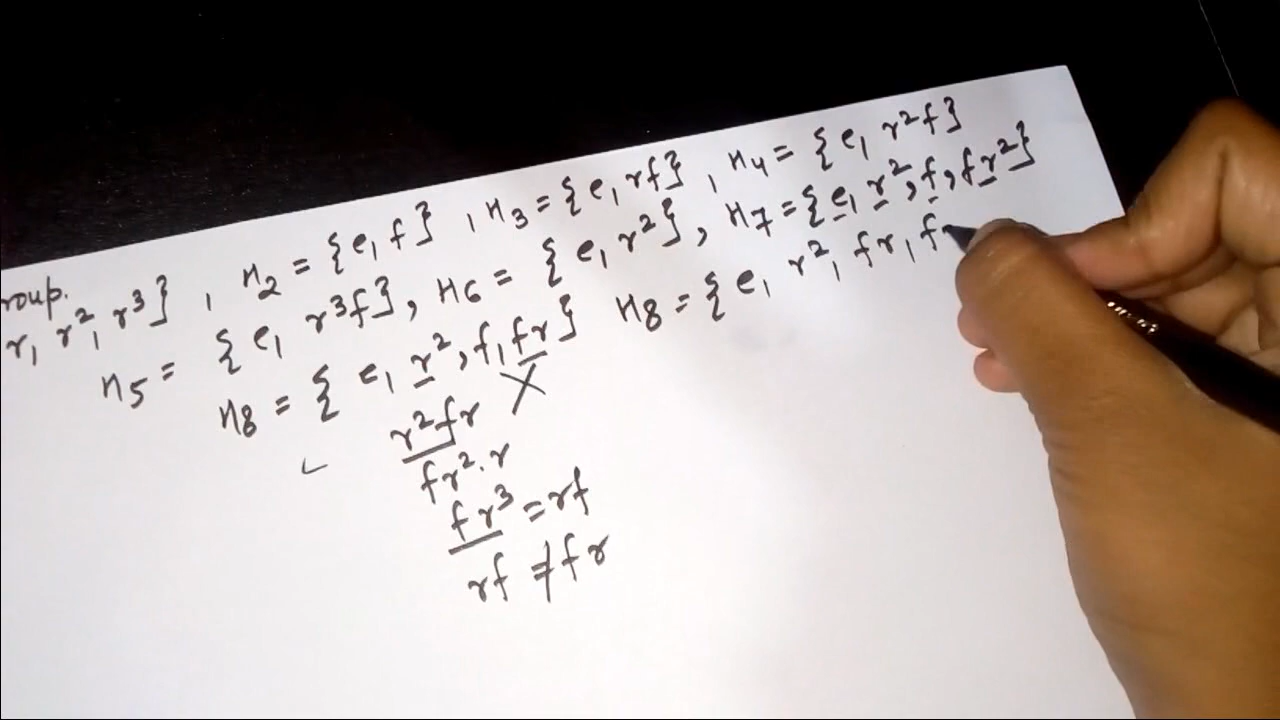 roup.
r, r², r³} , H₂ = {e, f} , H₃ = {e, rf} , H₄ = {e, r²f}
H₅ = {e, r³f}, H₆ = {e, r²}, H₇ = {e, r², f, fr²}
H₈ = {e, r², f, fr} H₈ = {e, r², fr, f
r²fr X
fr².r
fr³ = rf
rf ≠ fr